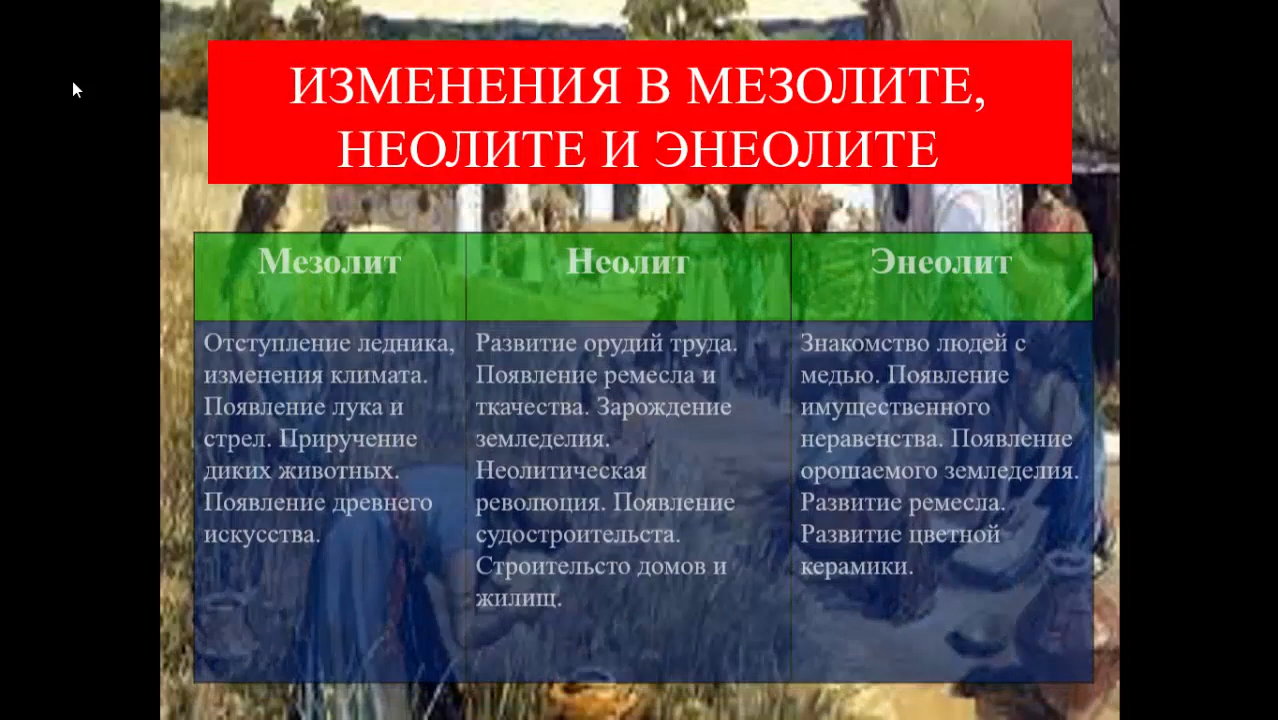 ИЗМЕНЕНИЯ В МЕЗОЛИТЕ,
НЕОЛИТЕ И ЭНЕОЛИТЕ
Мезолит
Неолит
Энеолит
Отступление ледника,
изменения климата.
Появление лука и
стрел. Приручение
диких животных.
Появление древнего
искусства.
Развитие орудий труда.
Появление ремесла и
ткачества. Зарождение
земледелия.
Неолитическая
революция. Появление
судостроительста.
Строительсто домов и
жилищ.
Знакомство людей с
медью. Появление
имущественного
неравенства. Появление
орошаемого земледелия.
Развитие ремесла.
Развитие цветной
керамики.